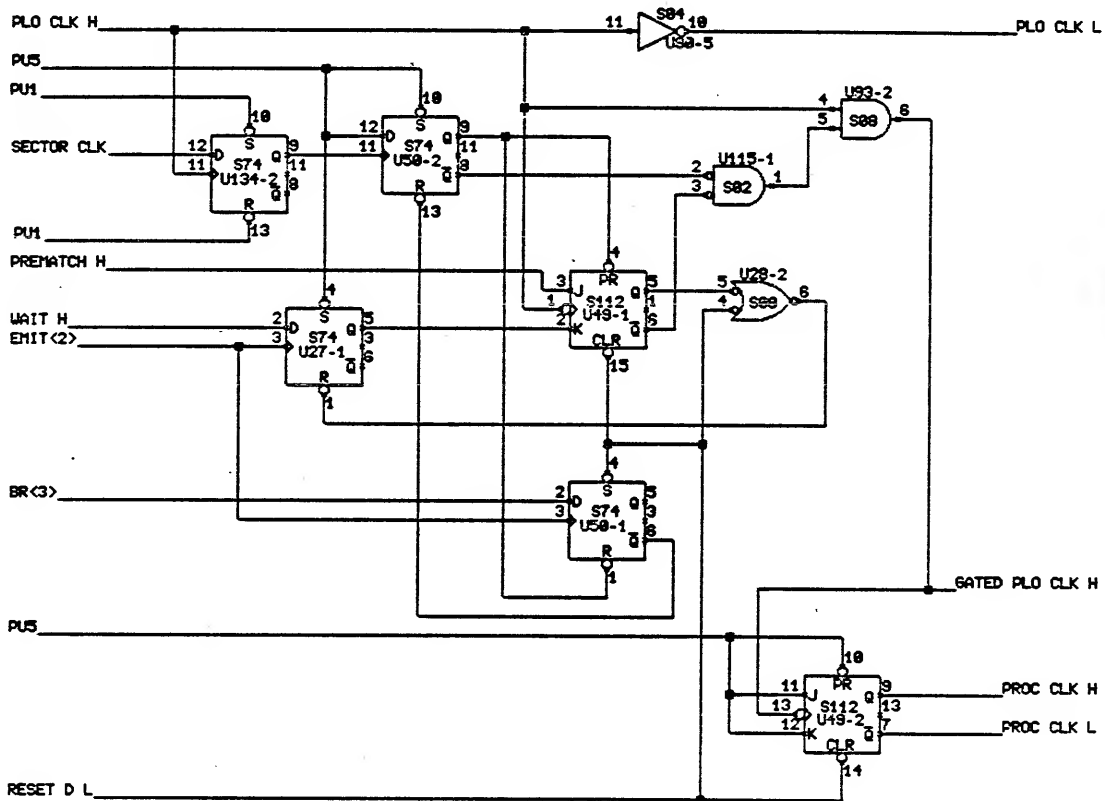 PLO CLK H
11
S04
10
U90-5
PLO CLK L
PU5
PU1
10
10
U93-2
4
6
5
S08
SECTOR CLK
12
D
S
Q
9
11
S74
11
U134-2
Q
8
R
13
12
D
S
Q
9
11
S74
11
U50-2
Q
8
R
13
U115-1
2
1
3
S02
PU1
PREMATCH H
4
3
J
PR
Q
5
1
S112
1
U49-1
2
K
Q
6
CLR
15
U28-2
5
6
4
S08
WAIT H
EMIT<2>
4
2
D
S
Q
5
3
S74
3
U27-1
Q
6
R
1
BR<3>
4
2
D
S
Q
5
3
S74
3
U50-1
Q
6
R
1
GATED PLO CLK H
PU5
10
11
J
PR
Q
9
13
S112
13
U49-2
12
K
Q
7
CLR
14
PROC CLK H
PROC CLK L
RESET D L